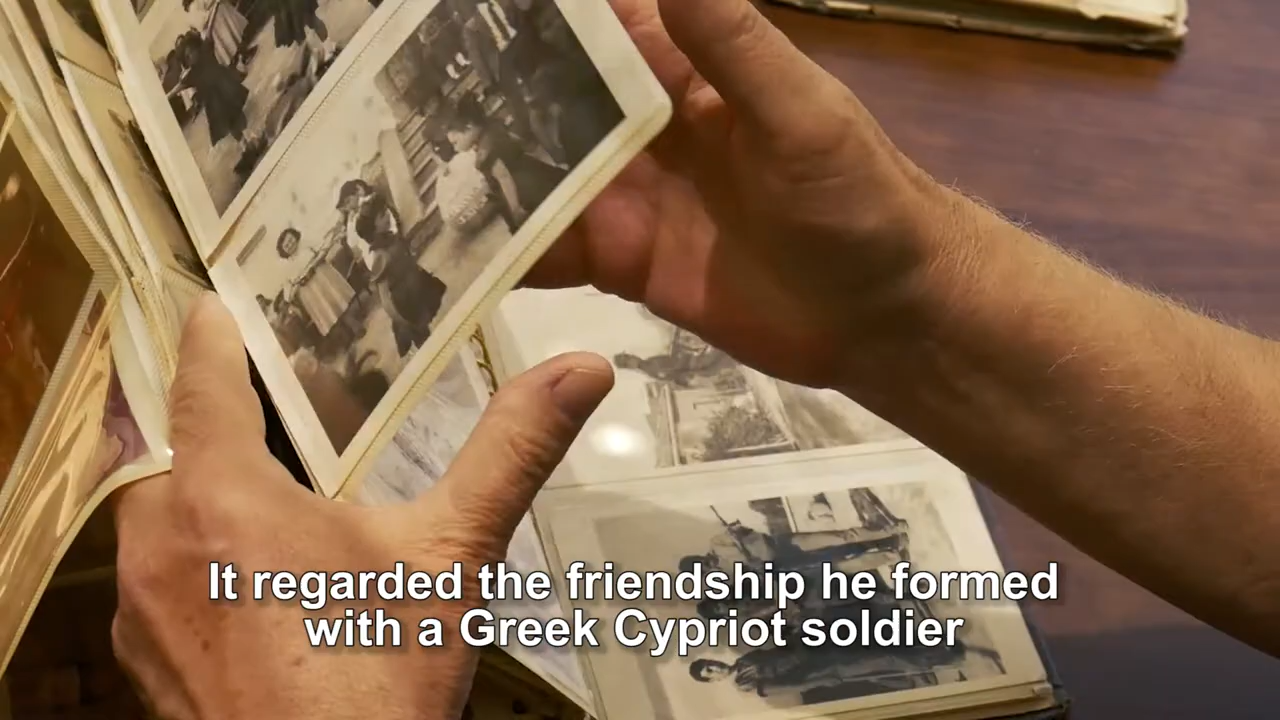 It regarded the friendship he formed
with a Greek Cypriot soldier